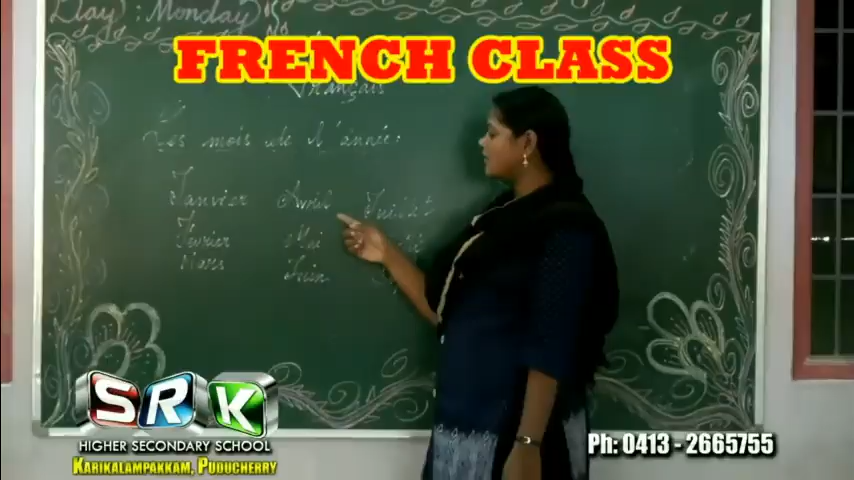 Day : Monday
FRENCH CLASS
Français
Les mois de l'année:
Janvier Avril Juillet
Février Mai
Mars Juin
SRK
HIGHER SECONDARY SCHOOL
KARIKALAMPAKKAM, PUDUCHERRY
Ph: 0413 - 2665755